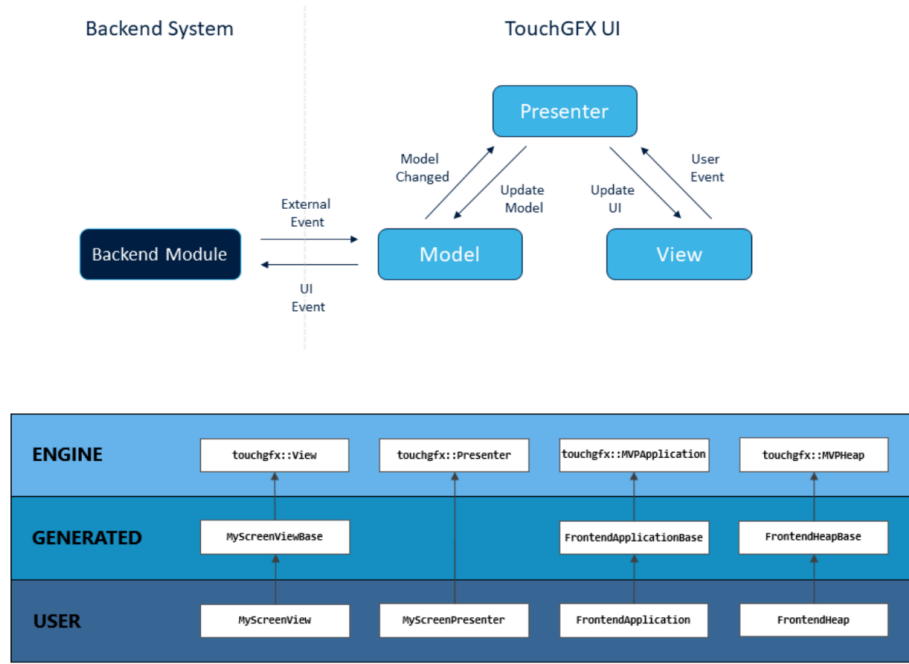 Backend System
TouchGFX UI
Presenter
Model
Changed
User
Event
Update
Model
Update
UI
External
Event
Backend Module
Model
View
UI
Event
ENGINE
touchgfx::View
touchgfx::Presenter
touchgfx::MVPApplication
touchgfx::MVPHeap
GENERATED
MyScreenViewBase
FrontendApplicationBase
FrontendHeapBase
USER
MyScreenView
MyScreenPresenter
FrontendApplication
FrontendHeap